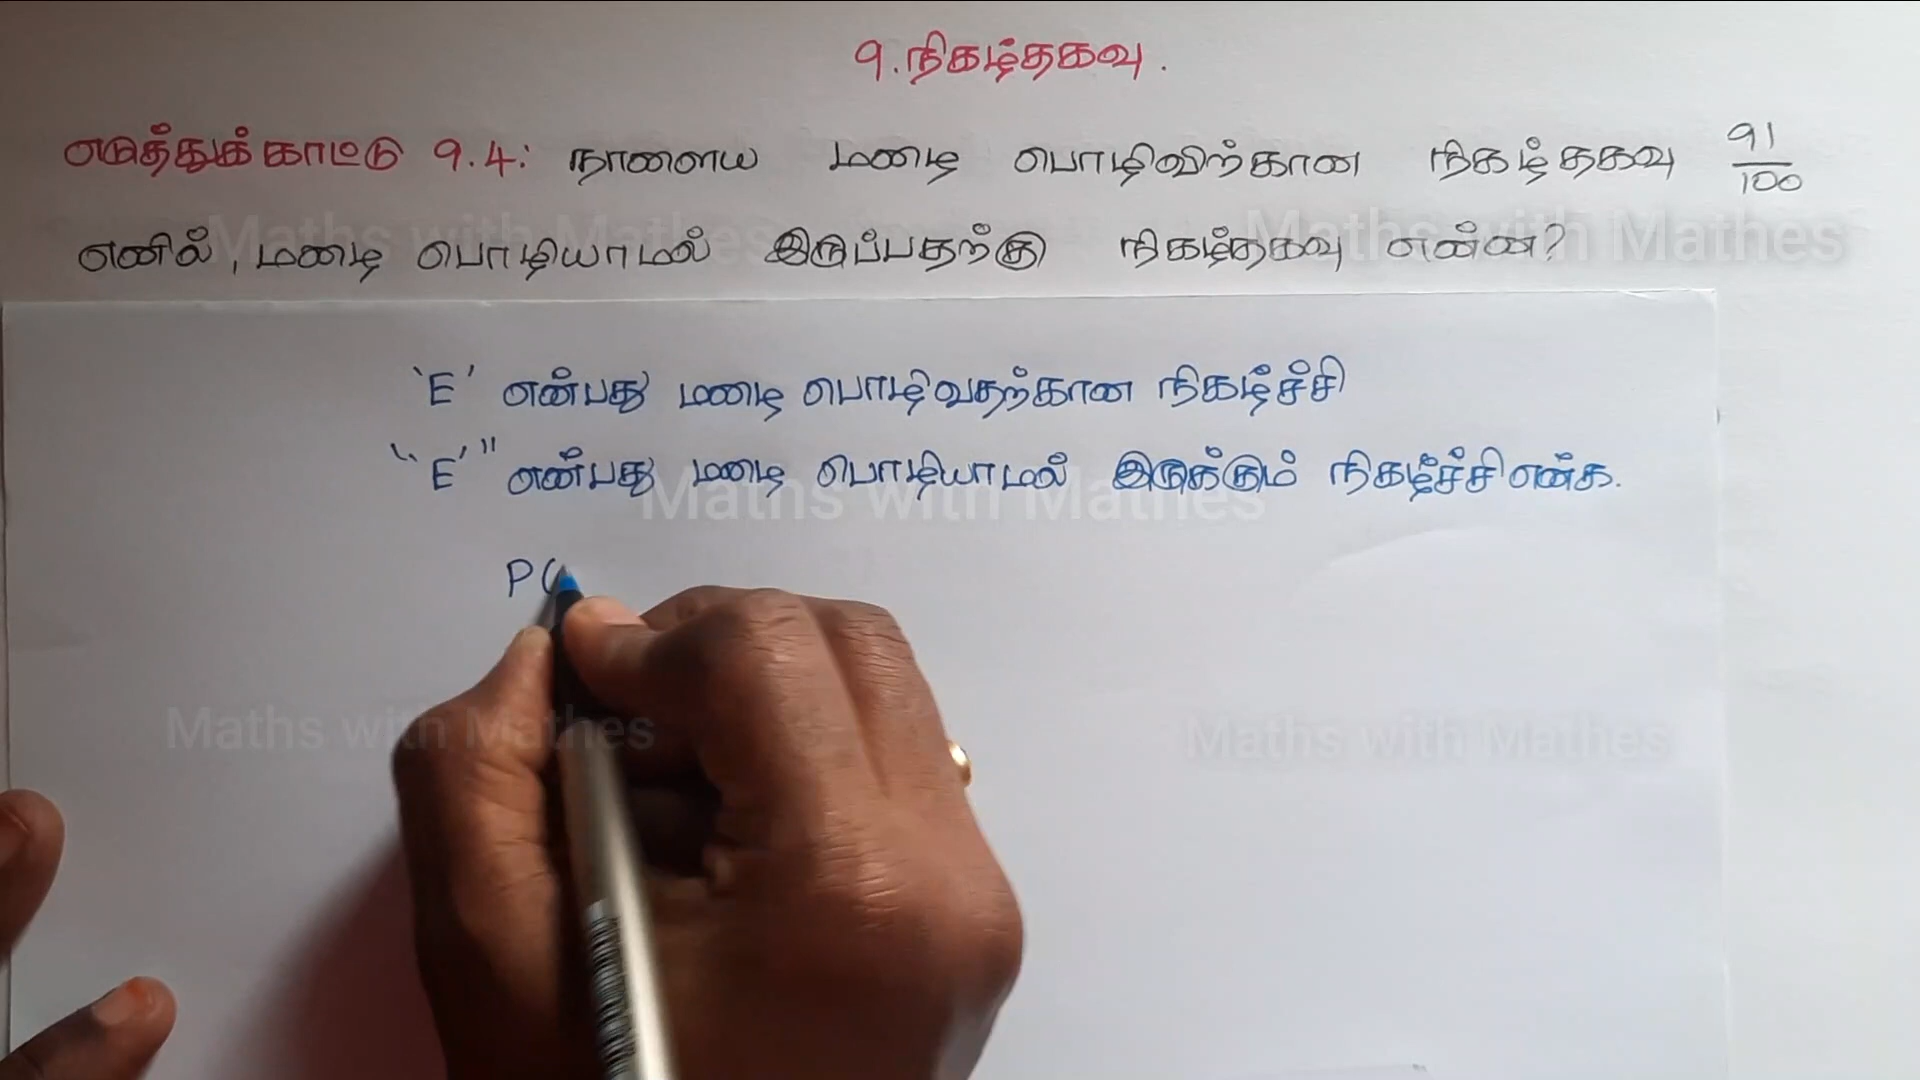 9. நிகழ்தகவு.
எடுத்துக்காட்டு 9.4: நாளைய மழை பொழிவிற்கான நிகழ்தகவு 91/100
எனில், மழை பொழியாமல் இருப்பதற்கு நிகழ்தகவு என்ன?
'E' என்பது மழை பொழிவதற்கான நிகழ்ச்சி
"E'" என்பது மழை பொழியாமல் இருக்கும் நிகழ்ச்சி என்க.
P(
Maths with Mathes
Maths with Mathes
Maths with Mathes
Maths with Mathes
Maths with Mathes